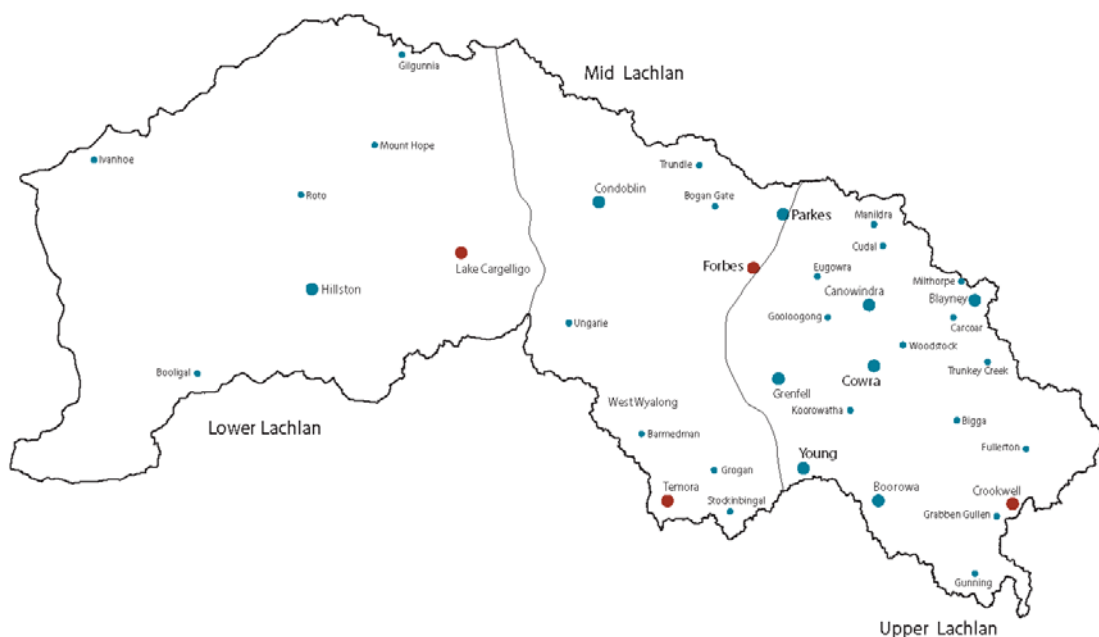 Gilgunnia
Mid Lachlan
Mount Hope
Ivanhoe
Trundle
Roto
Condoblin
Bogan Gate
Parkes
Manildra
Cudal
Lake Cargelligo
Forbes
Eugowra
Millthorpe
Hillston
Canowindra
Blayney
Ungarie
Gooloogong
Carcoar
Woodstock
Booligal
Trunkey Creek
Cowra
Grenfell
West Wyalong
Koorowatha
Lower Lachlan
Barmedman
Bigga
Fullerton
Young
Grogan
Temora
Boorowa
Crookwell
Stockinbingal
Grabben Gullen
Gunning
Upper Lachlan